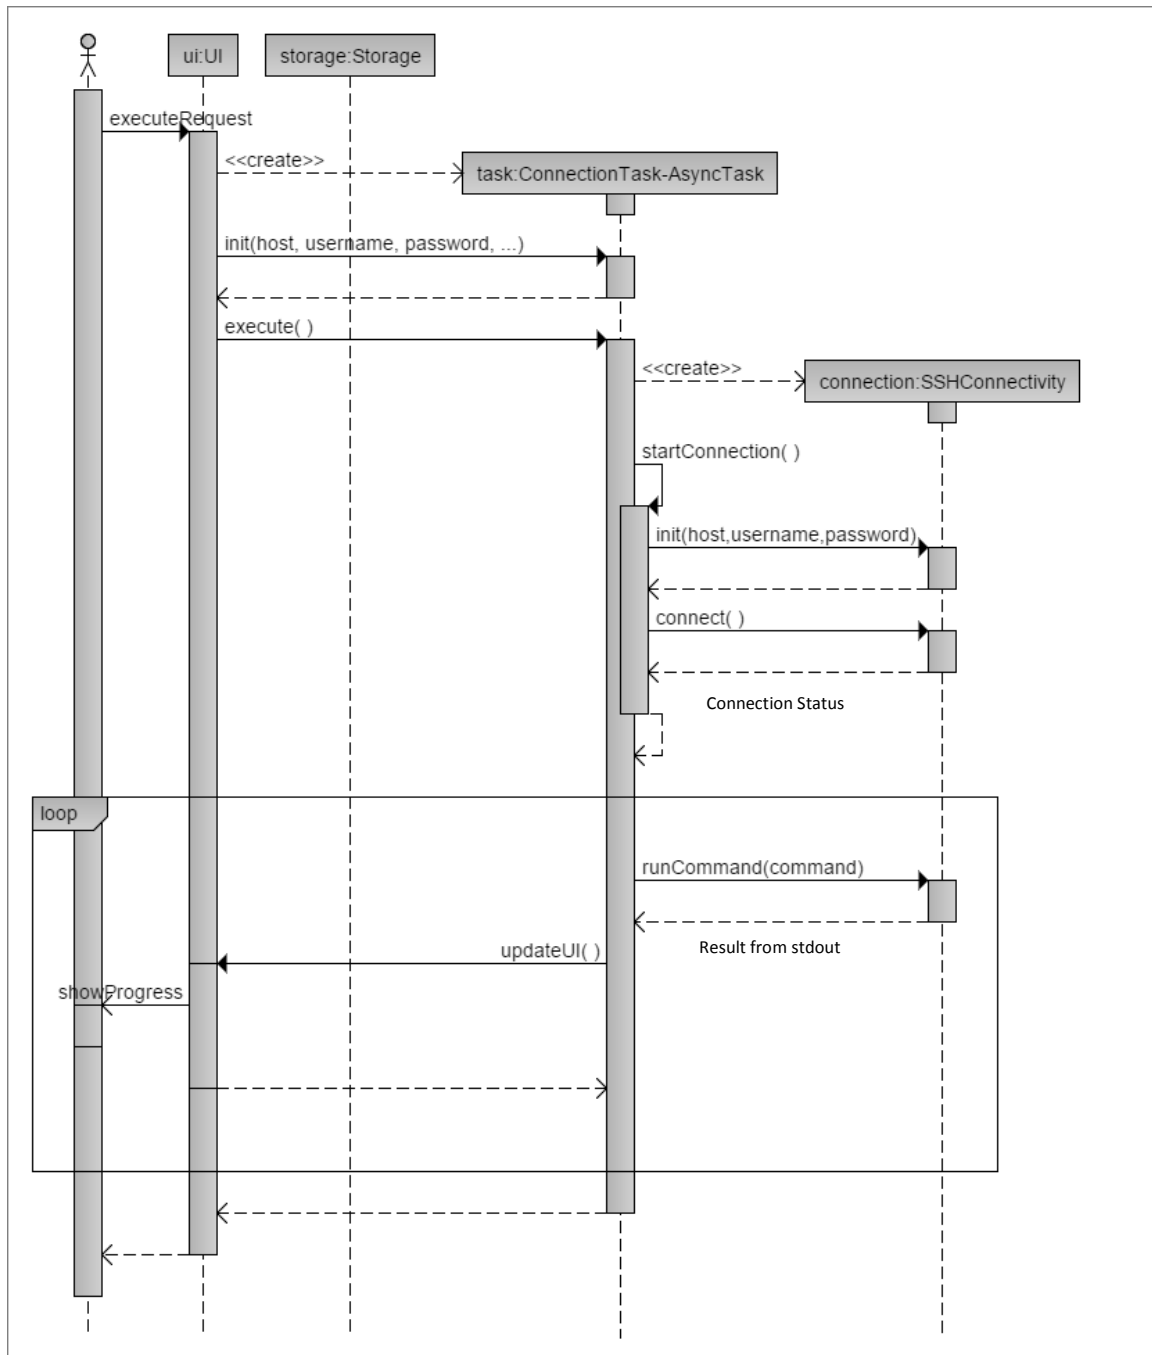 ui:UI
storage:Storage
executeRequest
<<create>>
task:ConnectionTask-AsyncTask
init(host, username, password, ...)
execute( )
<<create>>
connection:SSHConnectivity
startConnection( )
init(host,username,password)
connect( )
Connection Status
loop
runCommand(command)
Result from stdout
updateUI( )
showProgress